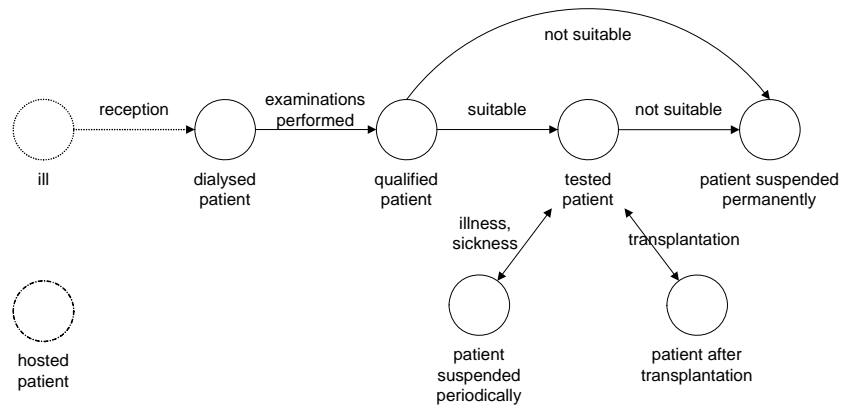 not suitable
reception
examinations
performed
suitable
not suitable
ill
dialysed
patient
qualified
patient
tested
patient
patient suspended
permanently
illness,
sickness
transplantation
hosted
patient
patient
suspended
periodically
patient after
transplantation